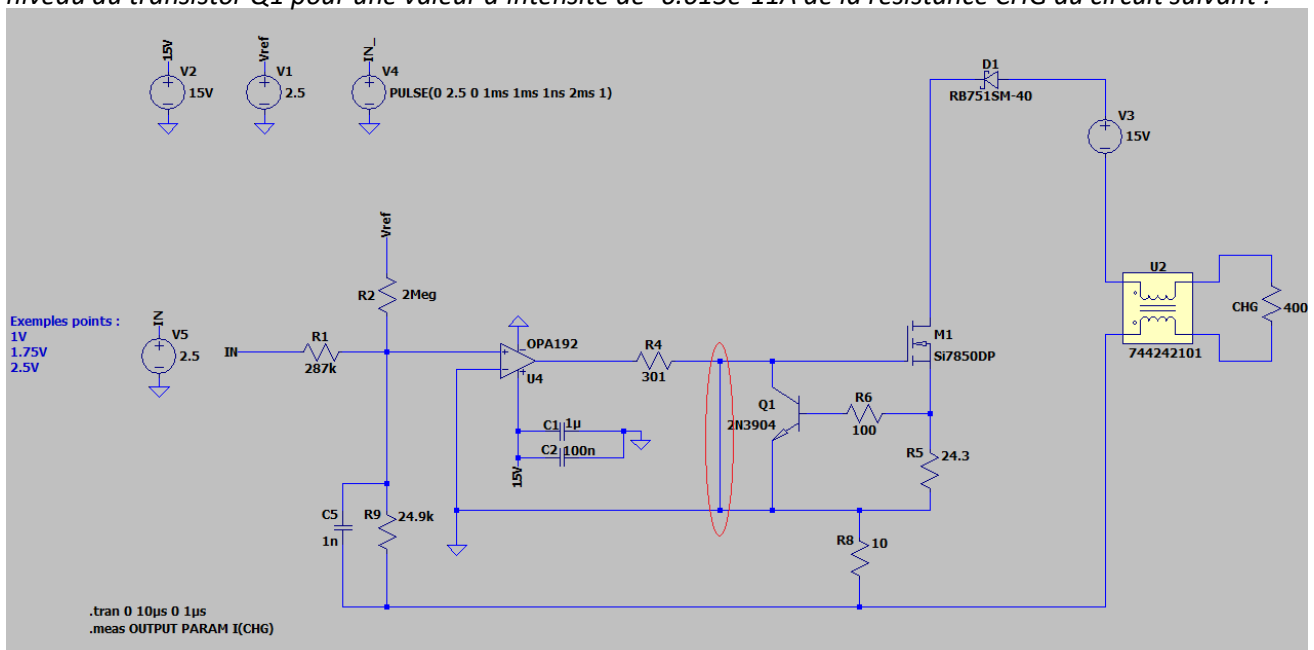 niveau du transistor Q1 pour une valeur d'intensité de -6.613e-11A de la résistance CHG du circuit suivant :
15V
V2
15V
Vref
V1
2.5
IN_
V4
PULSE(0 2.5 0 1ms 1ms 1ns 2ms 1)
D1
RB751SM-40
V3
15V
Vref
R2
2Meg
U2
CHG
400
744242101
Exemples points :
1V
1.75V
2.5V
IN
V5
2.5
IN
R1
287k
OPA192
U4
R4
301
M1
Si7850DP
Q1
2N3904
R6
100
C1
1µ
C2
100n
15V
R5
24.3
C5
1n
R9
24.9k
R8
10
.tran 0 10µs 0 1µs
.meas OUTPUT PARAM I(CHG)